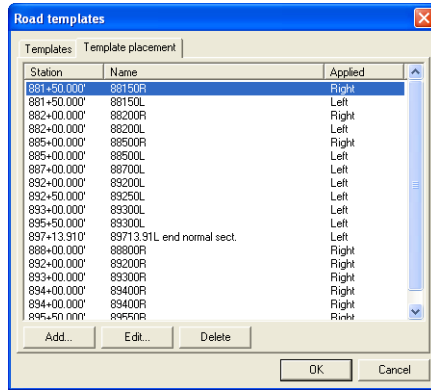 Road templates
Templates Template placement
Station Name Applied
881+50.000' 88150R Right
881+50.000' 88150L Left
882+00.000' 88200R Right
882+00.000' 88200L Left
885+00.000' 88500R Right
885+00.000' 88500L Left
887+00.000' 88700L Left
892+00.000' 89200L Left
892+50.000' 89250L Left
893+00.000' 89300L Left
895+50.000' 89300L Left
897+13.910' 89713.91L end normal sect. Left
888+00.000' 88800R Right
892+00.000' 89200R Right
893+00.000' 89300R Right
894+00.000' 89400R Right
894+00.000' 89400R Right
895+50.000' 89550R Right
Add... Edit... Delete
OK Cancel